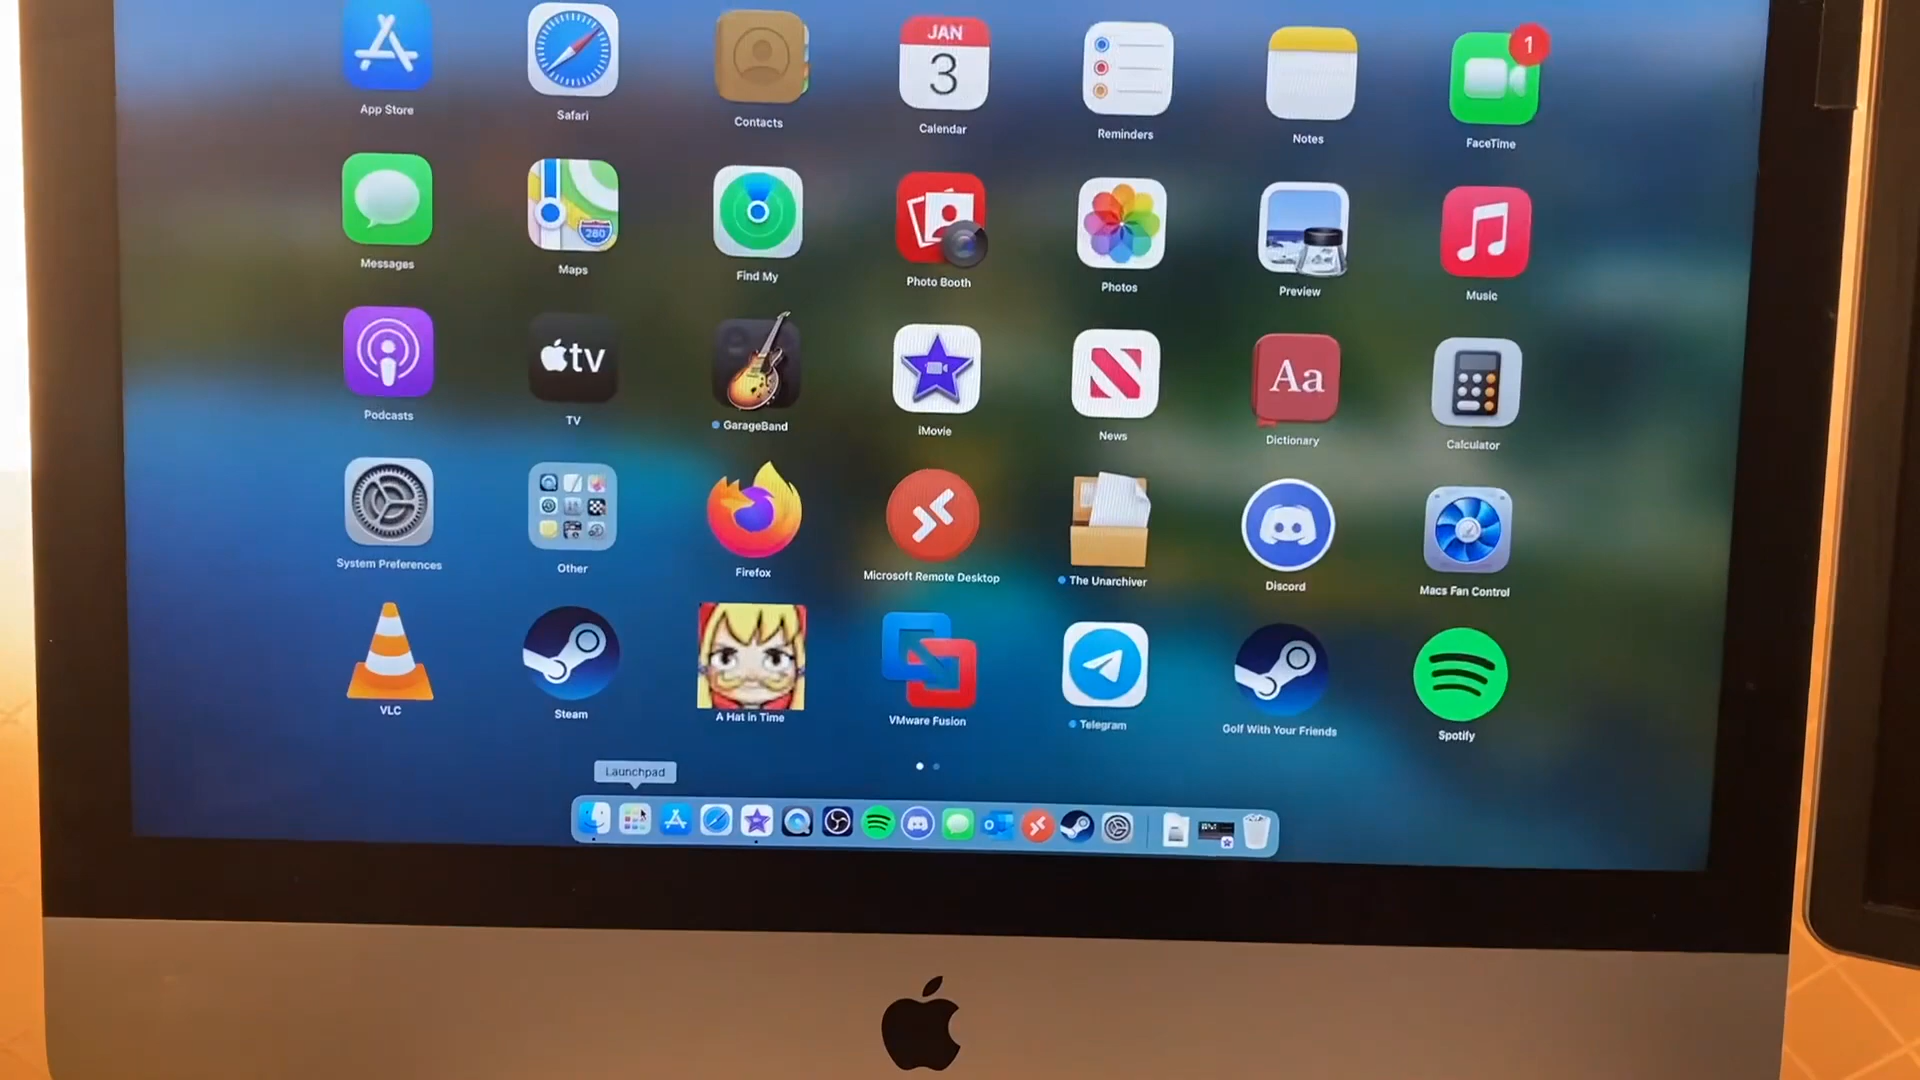 App Store
Safari
Contacts
JAN
3
Calendar
Reminders
Notes
1
FaceTime
Messages
280
Maps
Find My
Photo Booth
Photos
Preview
Music
Podcasts
tv
TV
GarageBand
iMovie
News
Aa
Dictionary
Calculator
System Preferences
Other
Firefox
Microsoft Remote Desktop
The Unarchiver
Discord
Macs Fan Control
VLC
Steam
A Hat in Time
VMware Fusion
Telegram
Golf With Your Friends
Spotify
Launchpad